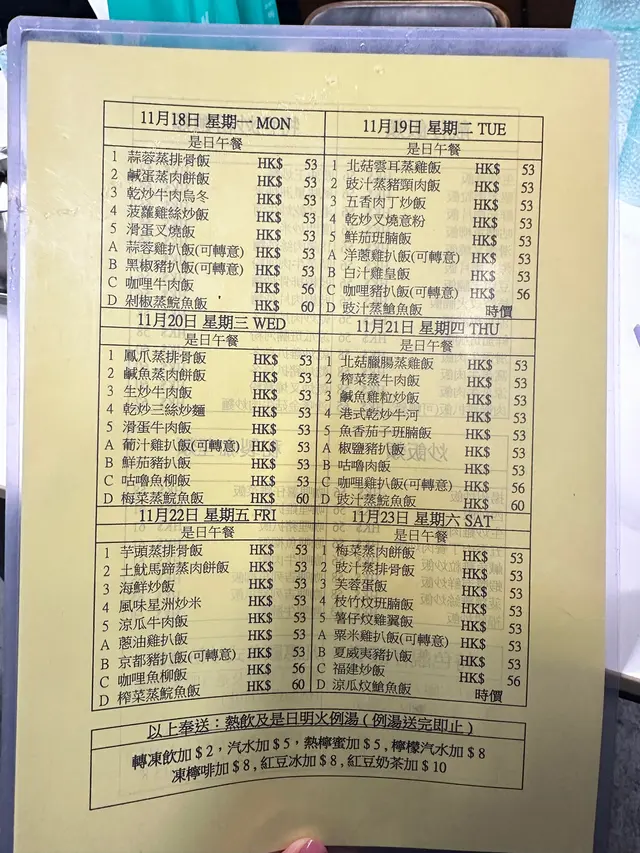 11月18日 星期一 MON
是日午餐
1 蒜蓉蒸排骨飯 HK$ 53
2 鹹蛋蒸肉餅飯 HK$ 53
3 乾炒牛肉烏冬 HK$ 53
4 菠蘿雞絲炒飯 HK$ 53
5 滑蛋叉燒飯 HK$ 53
A 蒜蓉雞扒飯(可轉意) HK$ 53
B 黑椒豬扒飯(可轉意) HK$ 53
C 咖哩牛肉飯 HK$ 56
D 剁椒蒸鯇魚飯 HK$ 60
11月19日 星期二 TUE
是日午餐
1 北菇雲耳蒸雞飯 HK$ 53
2 豉汁蒸豬頸肉飯 HK$ 53
3 五香肉丁炒飯 HK$ 53
4 乾炒叉燒意粉 HK$ 53
5 鮮茄班腩飯 HK$ 53
A 洋蔥雞扒飯(可轉意) HK$ 53
B 白汁雞皇飯 HK$ 53
C 咖哩豬扒飯(可轉意) HK$ 56
D 豉汁蒸鯧魚飯 時價
11月20日 星期三 WED
是日午餐
1 鳳爪蒸排骨飯 HK$ 53
2 鹹魚蒸肉餅飯 HK$ 53
3 生炒牛肉飯 HK$ 53
4 乾炒三絲炒麵 HK$ 53
5 滑蛋牛肉飯 HK$ 53
A 葡汁雞扒飯(可轉意) HK$ 53
B 鮮茄豬扒飯 HK$ 53
C 咕嚕魚柳飯 HK$ 53
D 梅菜蒸鯇魚飯 HK$ 60
11月21日 星期四 THU
是日午餐
1 北菇臘腸蒸雞飯 HK$ 53
2 榨菜蒸牛肉飯 HK$ 53
3 鹹魚雞粒炒飯 HK$ 53
4 港式乾炒牛河 HK$ 53
5 魚香茄子班腩飯 HK$ 53
A 椒鹽豬扒飯 HK$ 53
B 咕嚕肉飯 HK$ 53
C 咖哩雞扒飯(可轉意) HK$ 56
D 豉汁蒸鯇魚飯 HK$ 60
11月22日 星期五 FRI
是日午餐
1 芋頭蒸排骨飯 HK$ 53
2 土魷馬蹄蒸肉餅飯 HK$ 53
3 海鮮炒飯 HK$ 53
4 風味星洲炒米 HK$ 53
5 涼瓜牛肉飯 HK$ 53
A 蔥油雞扒飯 HK$ 53
B 京都豬扒飯(可轉意) HK$ 53
C 咖哩魚柳飯 HK$ 56
D 榨菜蒸鯇魚飯 HK$ 60
11月23日 星期六 SAT
是日午餐
1 梅菜蒸肉餅飯 HK$ 53
2 豉汁蒸排骨飯 HK$ 53
3 芙蓉蛋飯 HK$ 53
4 枝竹炆班腩飯 HK$ 53
5 薯仔炆雞翼飯 HK$ 53
A 粟米雞扒飯(可轉意) HK$ 53
B 夏威夷豬扒飯 HK$ 53
C 福建炒飯 HK$ 56
D 涼瓜炆鯧魚飯 時價
以上奉送：熱飲及是日明火例湯(例湯送完即止)
轉凍飲加＄2，汽水加＄5，熱檸蜜加＄5，檸檬汽水加＄8
凍檸啡加＄8，紅豆冰加＄8，紅豆奶茶加＄10